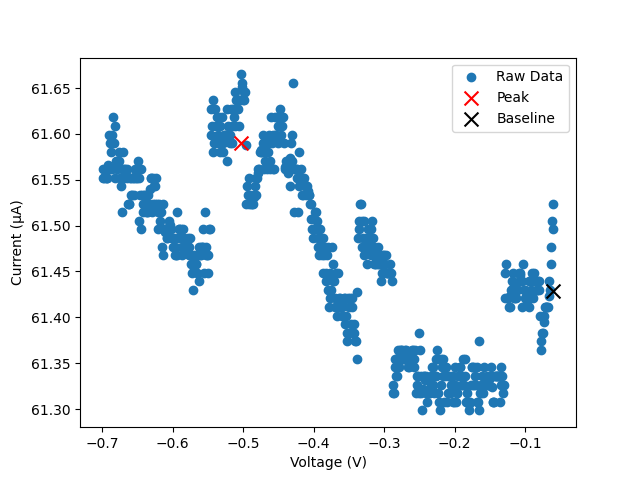 Raw Data
Peak
Baseline
61.65
61.60
61.55
61.50
61.45
61.40
61.35
61.30
Current (μA)
−0.7 −0.6 −0.5 −0.4 −0.3 −0.2 −0.1
Voltage (V)